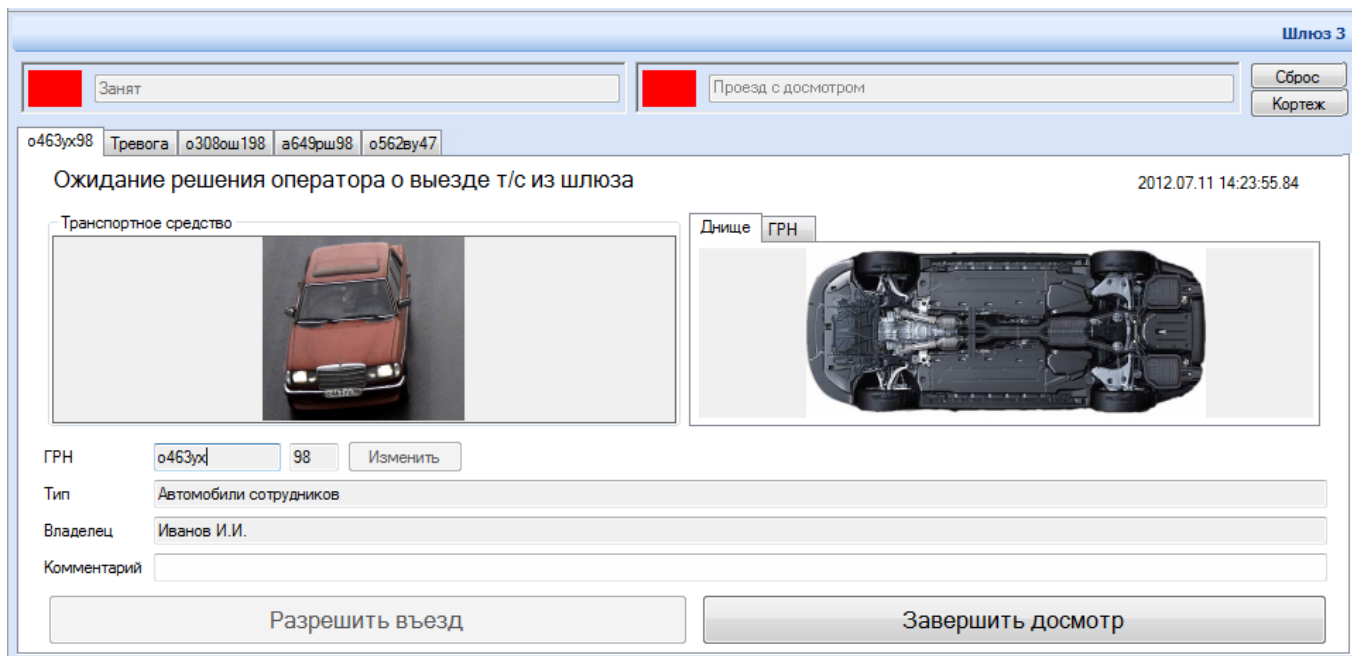 Шлюз 3
Занят
Проезд с досмотром
Сброс
Кортеж
о463ух98 Тревога о308ош198 а649рш98 о562ву47
Ожидание решения оператора о выезде т/с из шлюза
2012.07.11 14:23:55.84
Транспортное средство
Днище ГРН
ГРН о463ух 98 Изменить
Тип Автомобили сотрудников
Владелец Иванов И.И.
Комментарий
Разрешить въезд Завершить досмотр